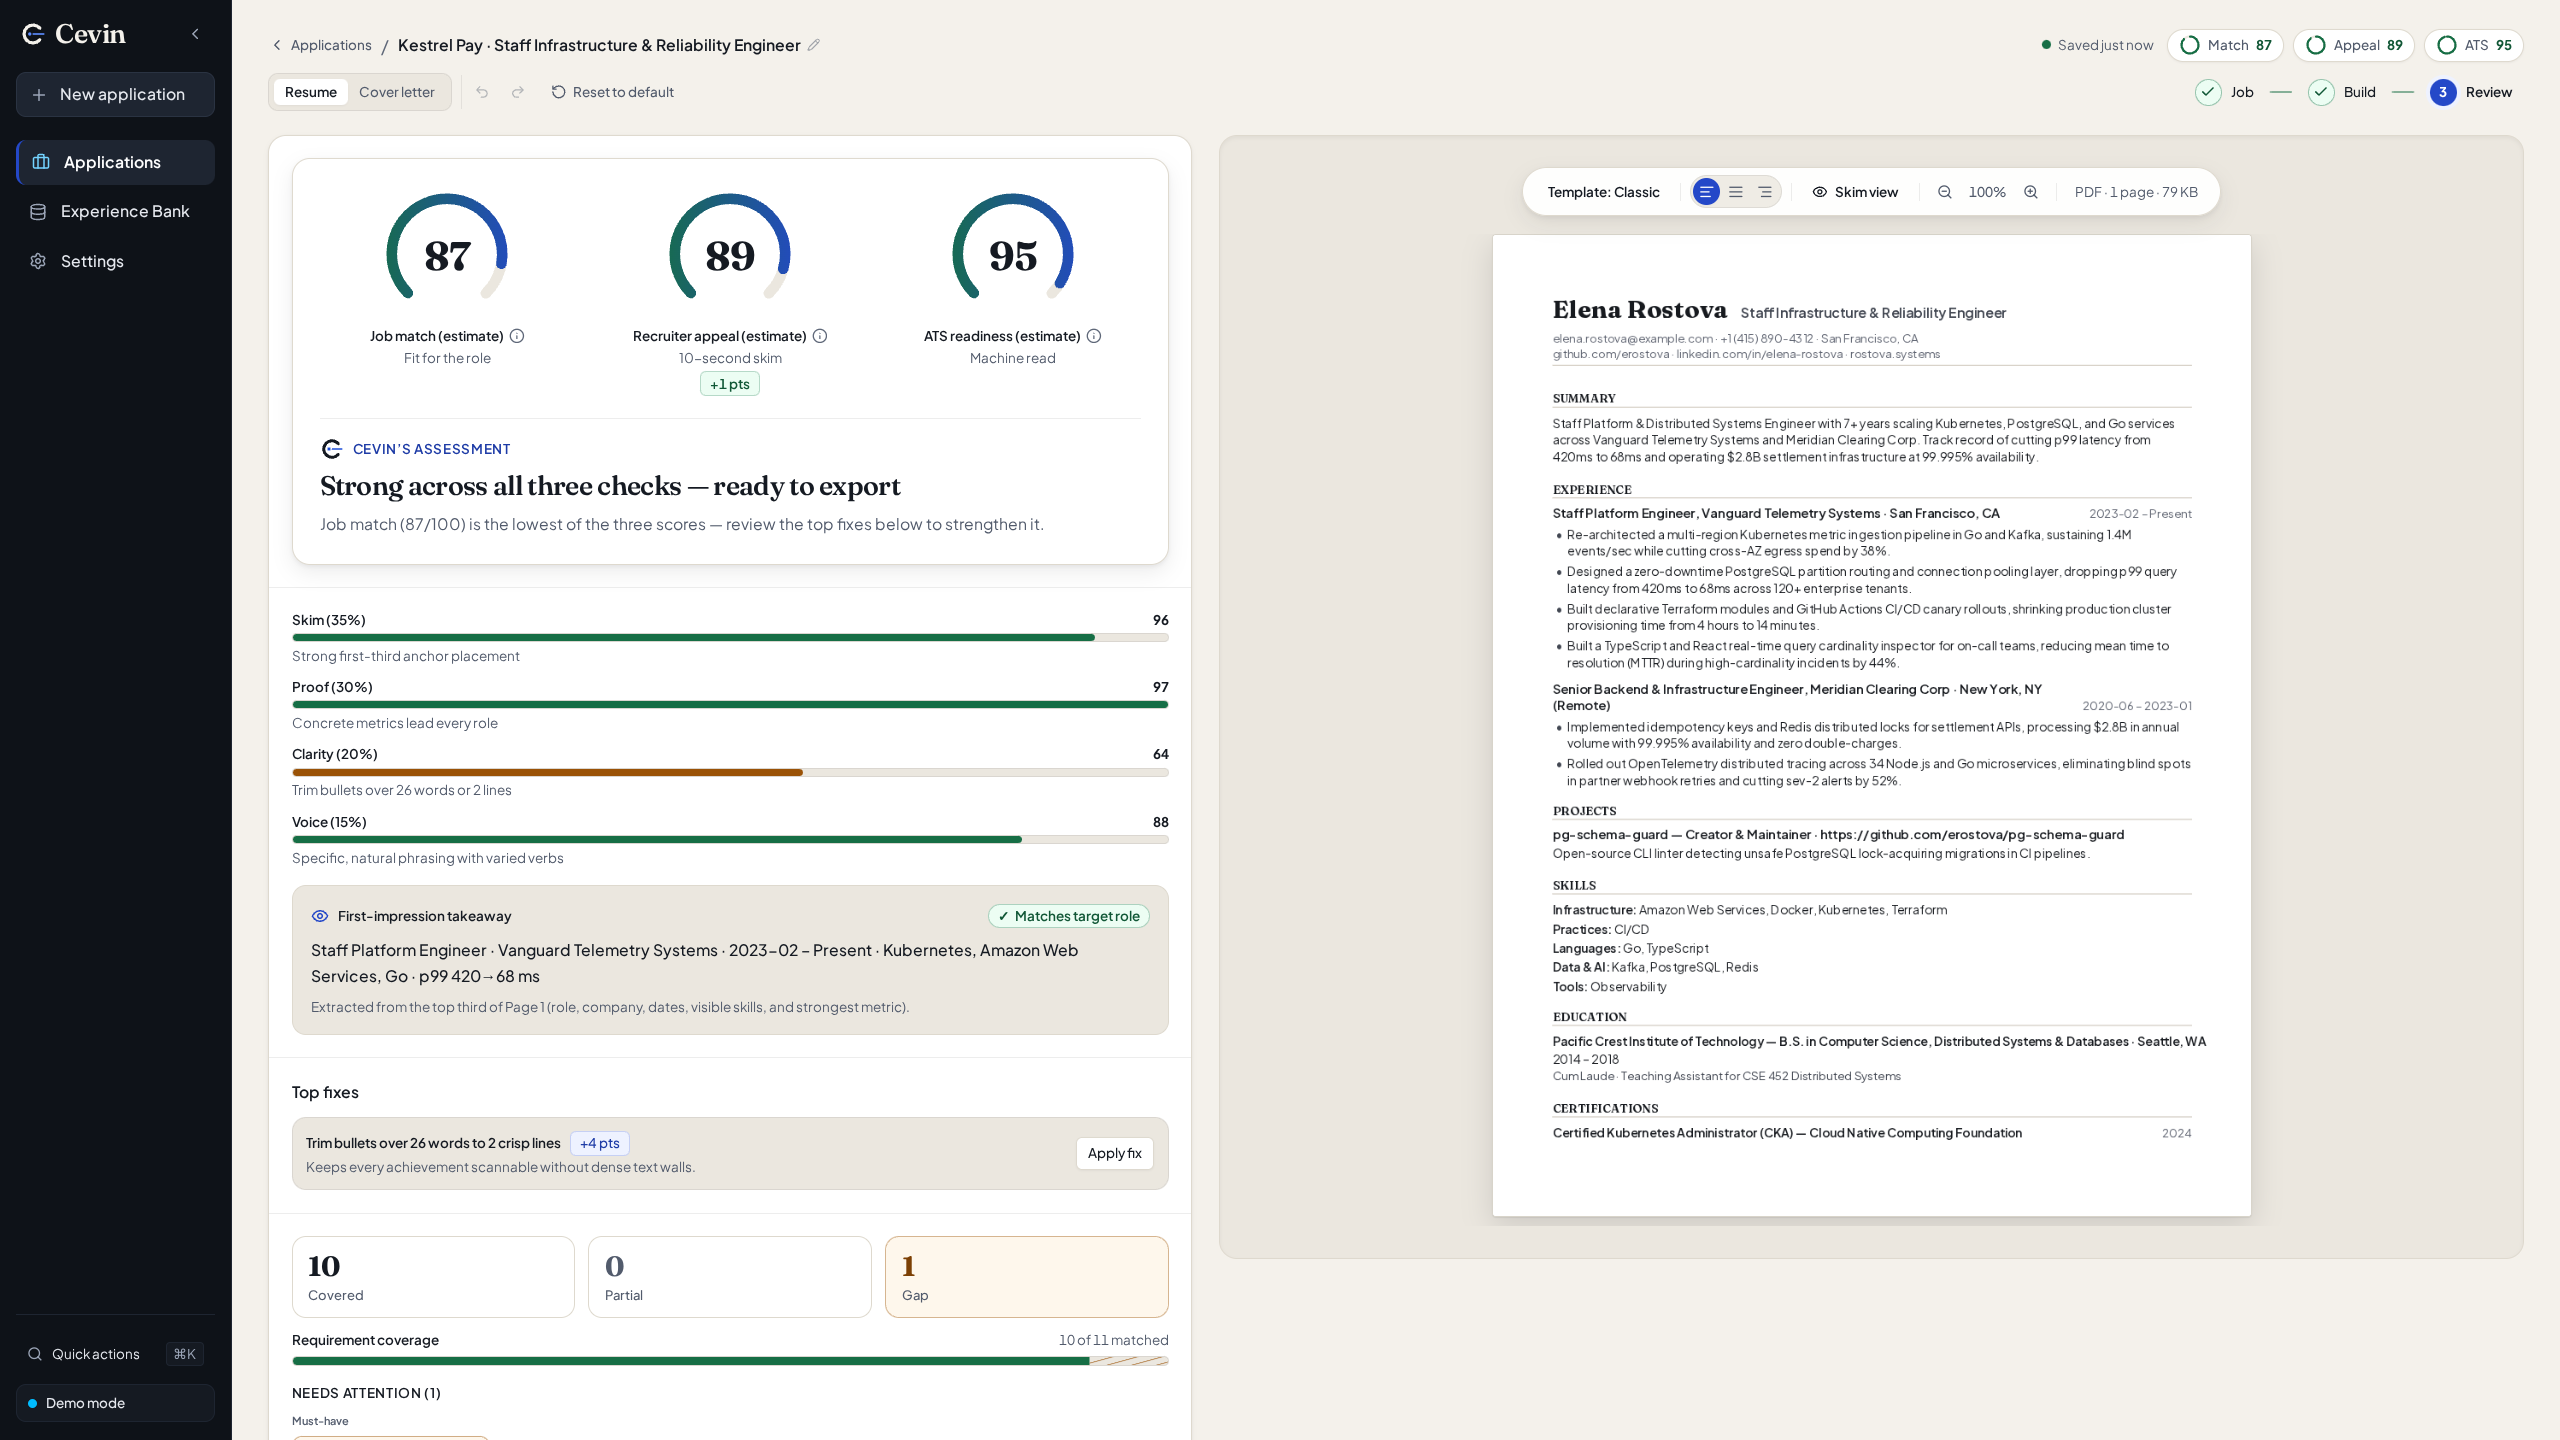 Cevin
New application
Applications
Experience Bank
Settings
Quick actions ⌘K
Demo mode
Applications / Kestrel Pay · Staff Infrastructure & Reliability Engineer
Saved just now
Match 87
Appeal 89
ATS 95
Resume
Cover letter
Reset to default
Job
Build
3 Review
87
Job match (estimate)
Fit for the role
89
Recruiter appeal (estimate)
10-second skim
+1 pts
95
ATS readiness (estimate)
Machine read
CEVIN'S ASSESSMENT
Strong across all three checks — ready to export
Job match (87/100) is the lowest of the three scores — review the top fixes below to strengthen it.
Skim (35%) 96
Strong first-third anchor placement
Proof (30%) 97
Concrete metrics lead every role
Clarity (20%) 64
Trim bullets over 26 words or 2 lines
Voice (15%) 88
Specific, natural phrasing with varied verbs
First-impression takeaway
✓ Matches target role
Staff Platform Engineer · Vanguard Telemetry Systems · 2023-02 – Present · Kubernetes, Amazon Web
Services, Go · p99 420→68 ms
Extracted from the top third of Page 1 (role, company, dates, visible skills, and strongest metric).
Top fixes
Trim bullets over 26 words to 2 crisp lines +4 pts
Keeps every achievement scannable without dense text walls.
Apply fix
10
Covered
0
Partial
1
Gap
Requirement coverage 10 of 11 matched
NEEDS ATTENTION (1)
Must-have
Template: Classic
Skim view
100%
PDF · 1 page · 79 KB
Elena Rostova Staff Infrastructure & Reliability Engineer
elena.rostova@example.com · +1 (415) 890-4312 · San Francisco, CA
github.com/erostova · linkedin.com/in/elena-rostova · rostova.systems
SUMMARY
Staff Platform & Distributed Systems Engineer with 7+ years scaling Kubernetes, PostgreSQL, and Go services
across Vanguard Telemetry Systems and Meridian Clearing Corp. Track record of cutting p99 latency from
420ms to 68ms and operating $2.8B settlement infrastructure at 99.995% availability.
EXPERIENCE
Staff Platform Engineer, Vanguard Telemetry Systems · San Francisco, CA 2023-02 – Present
• Re-architected a multi-region Kubernetes metric ingestion pipeline in Go and Kafka, sustaining 1.4M
events/sec while cutting cross-AZ egress spend by 38%.
• Designed a zero-downtime PostgreSQL partition routing and connection pooling layer, dropping p99 query
latency from 420ms to 68ms across 120+ enterprise tenants.
• Built declarative Terraform modules and GitHub Actions CI/CD canary rollouts, shrinking production cluster
provisioning time from 4 hours to 14 minutes.
• Built a TypeScript and React real-time query cardinality inspector for on-call teams, reducing mean time to
resolution (MTTR) during high-cardinality incidents by 44%.
Senior Backend & Infrastructure Engineer, Meridian Clearing Corp · New York, NY
(Remote) 2020-06 – 2023-01
• Implemented idempotency keys and Redis distributed locks for settlement APIs, processing $2.8B in annual
volume with 99.995% availability and zero double-charges.
• Rolled out OpenTelemetry distributed tracing across 34 Node.js and Go microservices, eliminating blind spots
in partner webhook retries and cutting sev-2 alerts by 52%.
PROJECTS
pg-schema-guard — Creator & Maintainer · https://github.com/erostova/pg-schema-guard
Open-source CLI linter detecting unsafe PostgreSQL lock-acquiring migrations in CI pipelines.
SKILLS
Infrastructure: Amazon Web Services, Docker, Kubernetes, Terraform
Practices: CI/CD
Languages: Go, TypeScript
Data & AI: Kafka, PostgreSQL, Redis
Tools: Observability
EDUCATION
Pacific Crest Institute of Technology — B.S. in Computer Science, Distributed Systems & Databases · Seattle, WA
2014 – 2018
Cum Laude · Teaching Assistant for CSE 452 Distributed Systems
CERTIFICATIONS
Certified Kubernetes Administrator (CKA) — Cloud Native Computing Foundation 2024